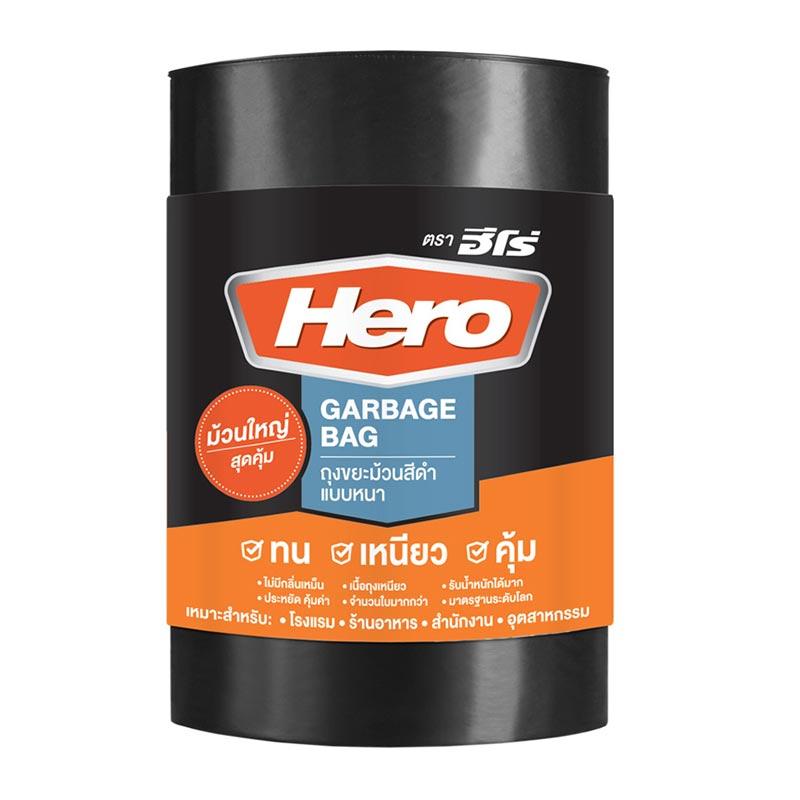 ตรา ฮีโร่
Hero
GARBAGE
BAG
ถุงขยะม้วนสีดำ
แบบหนา
ม้วนใหญ่
สุดคุ้ม
ทน เหนียว คุ้ม
• ไม่มีกลิ่นเหม็น • เนื้อถุงเหนียว • รับน้ำหนักได้มาก
• ประหยัด คุ้มค่า • จำนวนใบมากกว่า • มาตรฐานระดับโลก
เหมาะสำหรับ: • โรงแรม • ร้านอาหาร • สำนักงาน • อุตสาหกรรม